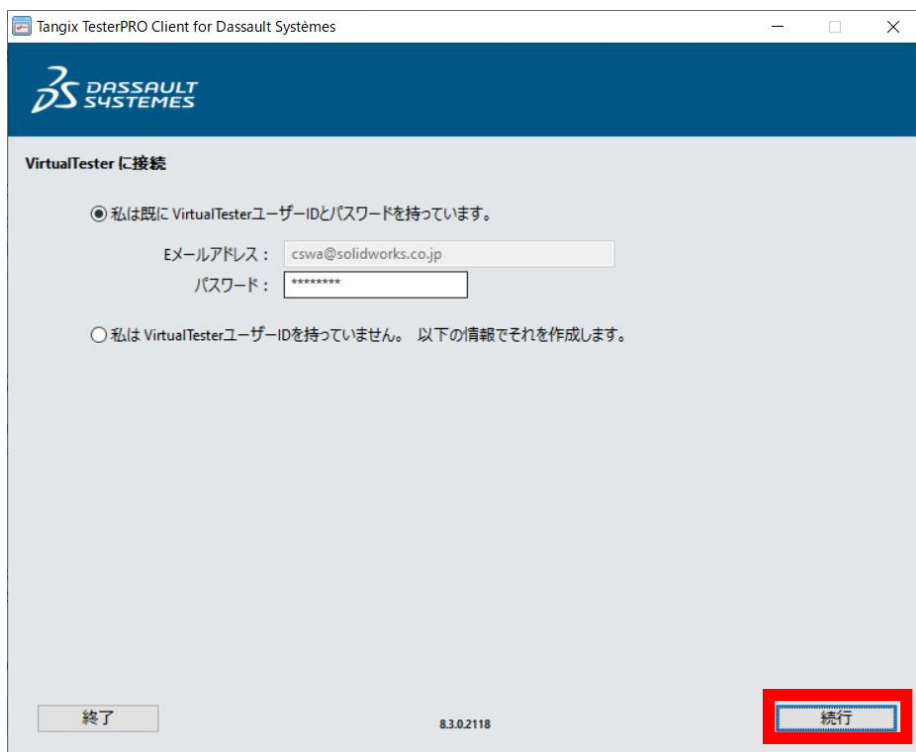 Tangix TesterPRO Client for Dassault Systèmes
DASSAULT
SYSTEMES
VirtualTester に接続
私は既に VirtualTesterユーザーIDとパスワードを持っています。
Eメールアドレス： cswa@solidworks.co.jp
パスワード： ********
私は VirtualTesterユーザーIDを持っていません。 以下の情報でそれを作成します。
終了 8.3.0.2118 続行